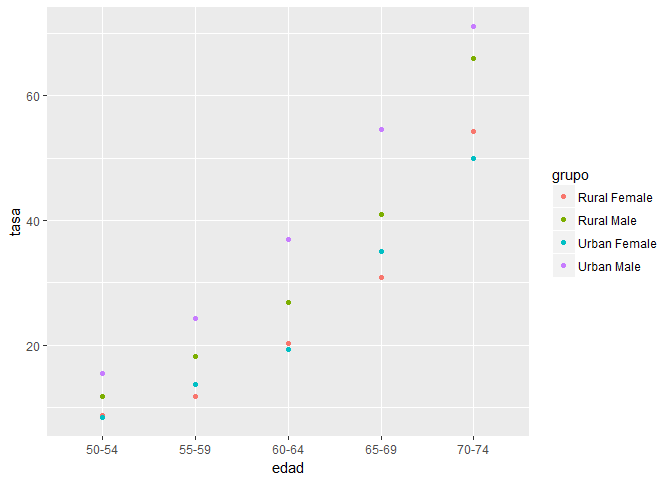 tasa
60
40
20
50-54 55-59 60-64 65-69 70-74
edad
grupo
Rural Female
Rural Male
Urban Female
Urban Male